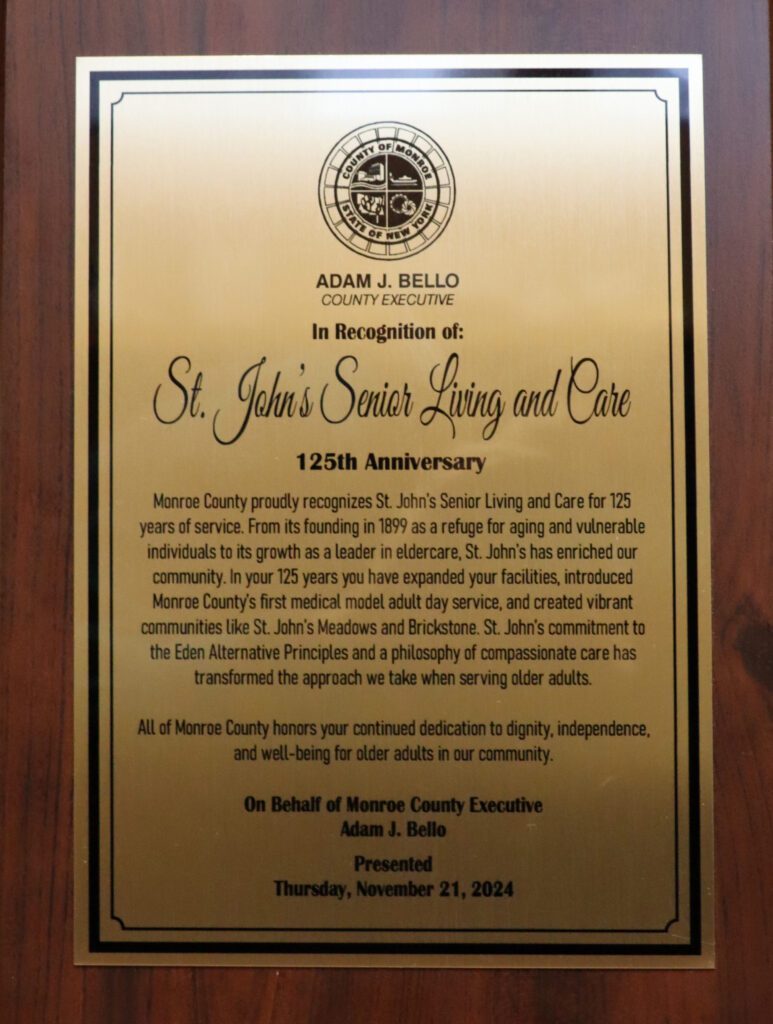 COUNTY OF MONROE
STATE OF NEW YORK
ADAM J. BELLO
COUNTY EXECUTIVE
In Recognition of:
St. John's Senior Living and Care
125th Anniversary
Monroe County proudly recognizes St. John's Senior Living and Care for 125
years of service. From its founding in 1899 as a refuge for aging and vulnerable
individuals to its growth as a leader in eldercare, St. John's has enriched our
community. In your 125 years you have expanded your facilities, introduced
Monroe County's first medical model adult day service, and created vibrant
communities like St. John's Meadows and Brickstone. St. John's commitment to
the Eden Alternative Principles and a philosophy of compassionate care has
transformed the approach we take when serving older adults.
All of Monroe County honors your continued dedication to dignity, independence,
and well-being for older adults in our community.
On Behalf of Monroe County Executive
Adam J. Bello
Presented
Thursday, November 21, 2024